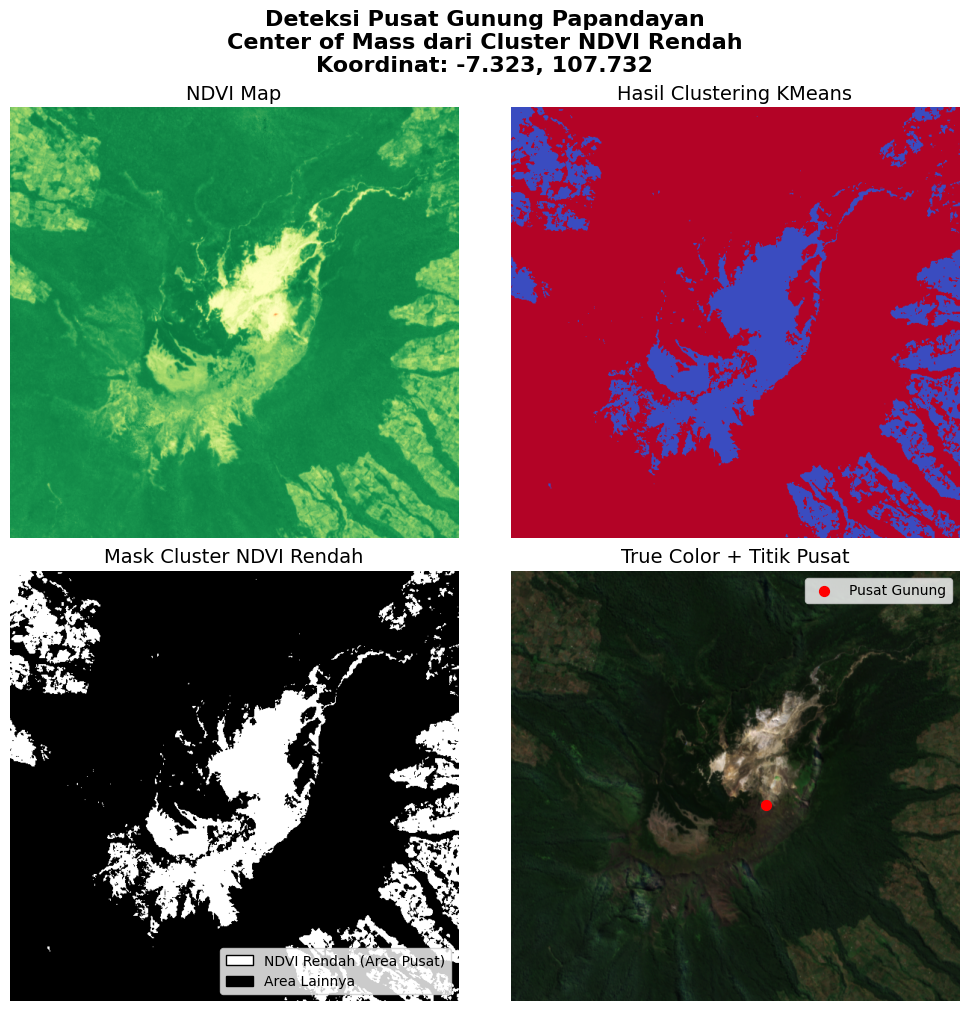 Deteksi Pusat Gunung Papandayan
Center of Mass dari Cluster NDVI Rendah
Koordinat: -7.323, 107.732
NDVI Map
Hasil Clustering KMeans
Mask Cluster NDVI Rendah
NDVI Rendah (Area Pusat)
Area Lainnya
True Color + Titik Pusat
Pusat Gunung